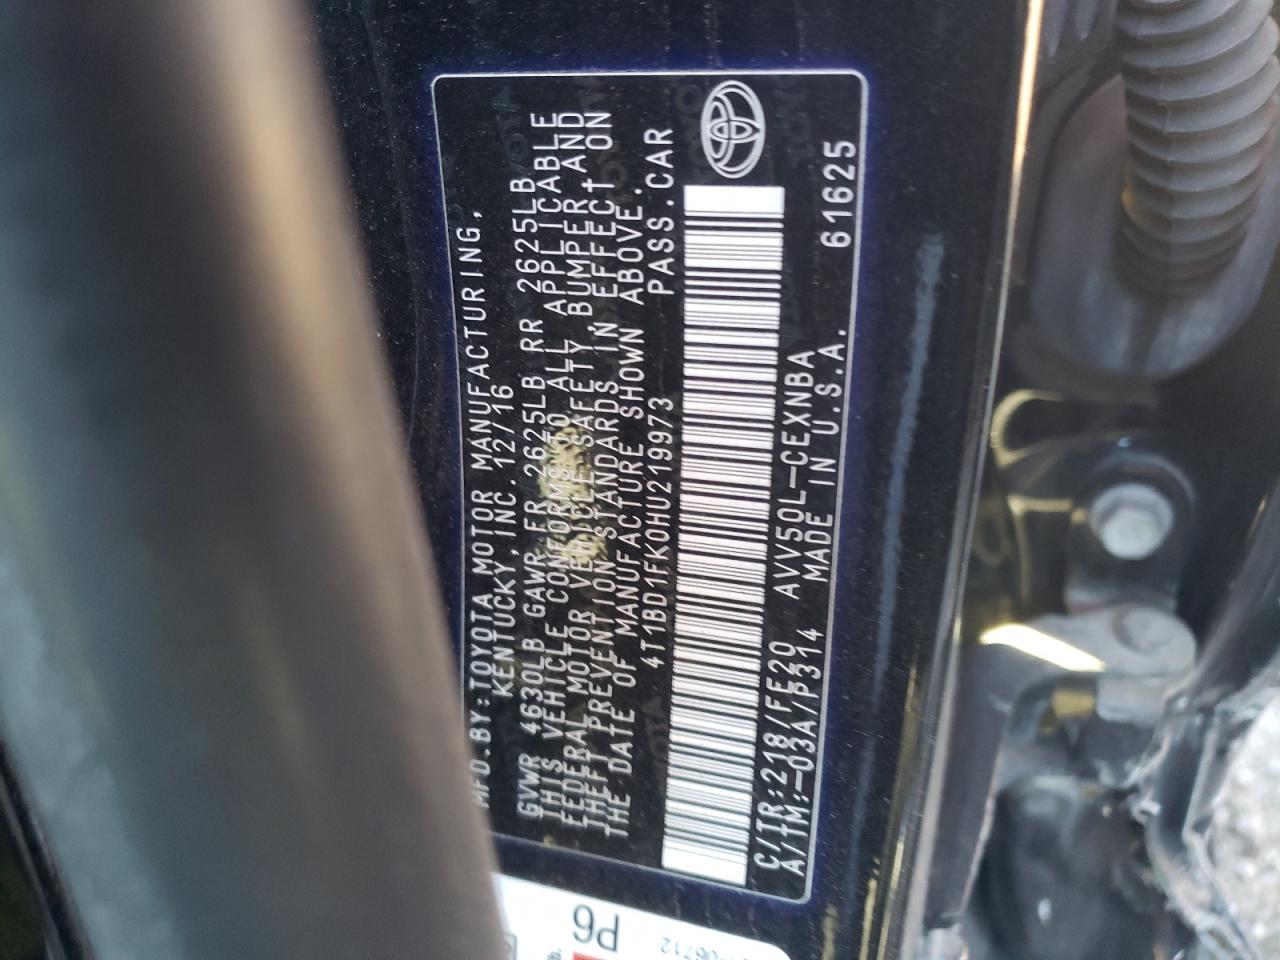 MFD.BY:TOYOTA MOTOR MANUFACTURING,
KENTUCKY,INC. 12/16
GVWR 4630LB GAWR FR 2625LB RR 2625LB
THIS VEHICLE CONFORMS TO ALL APPLICABLE
FEDERAL MOTOR VEHICLE SAFETY, BUMPER, AND
THEFT PREVENTION STANDARDS IN EFFECT ON
THE DATE OF MANUFACTURE SHOWN ABOVE.
4T1BD1FK0HU219973 PASS.CAR
C/TR:218/FE20 AVV50L-CEXNBA 61625
A/TM:-03A/P314 MADE IN U.S.A.
P6
06712